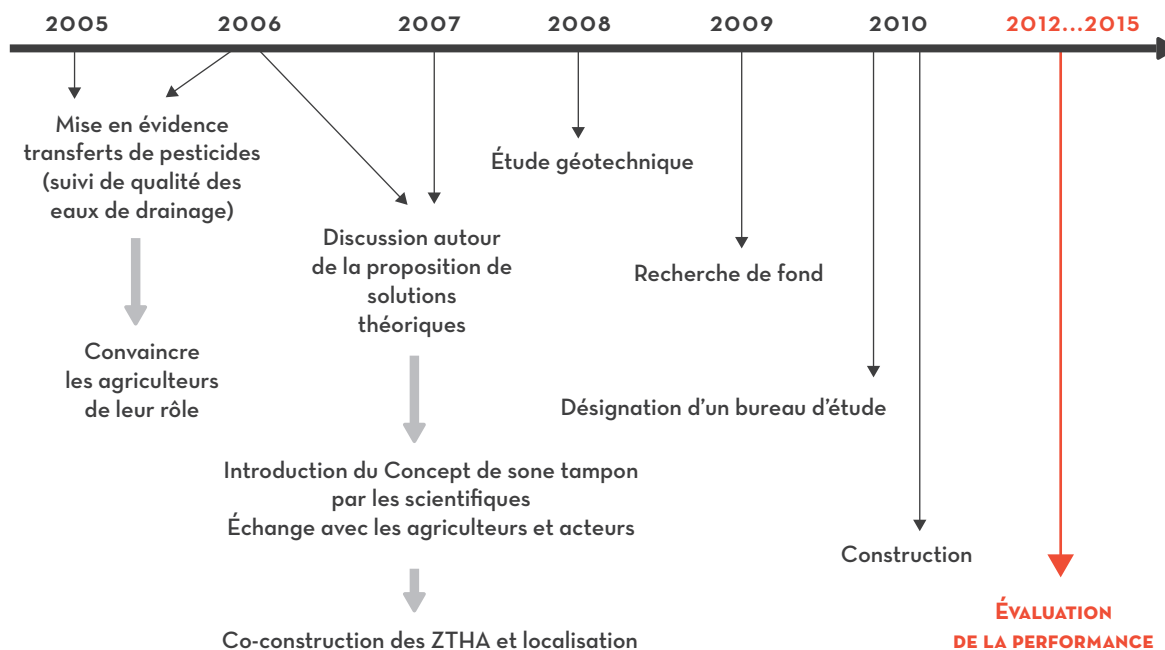 2005 2006 2007 2008 2009 2010 2012...2015
Mise en évidence
transferts de pesticides
(suivi de qualité des
eaux de drainage)
Convaincre
les agriculteurs
de leur rôle
Discussion autour
de la proposition de
solutions
théoriques
Introduction du Concept de sone tampon
par les scientifiques
Échange avec les agriculteurs et acteurs
Co-construction des ZTHA et localisation
Étude géotechnique
Recherche de fond
Désignation d'un bureau d'étude
Construction
ÉVALUATION
DE LA PERFORMANCE